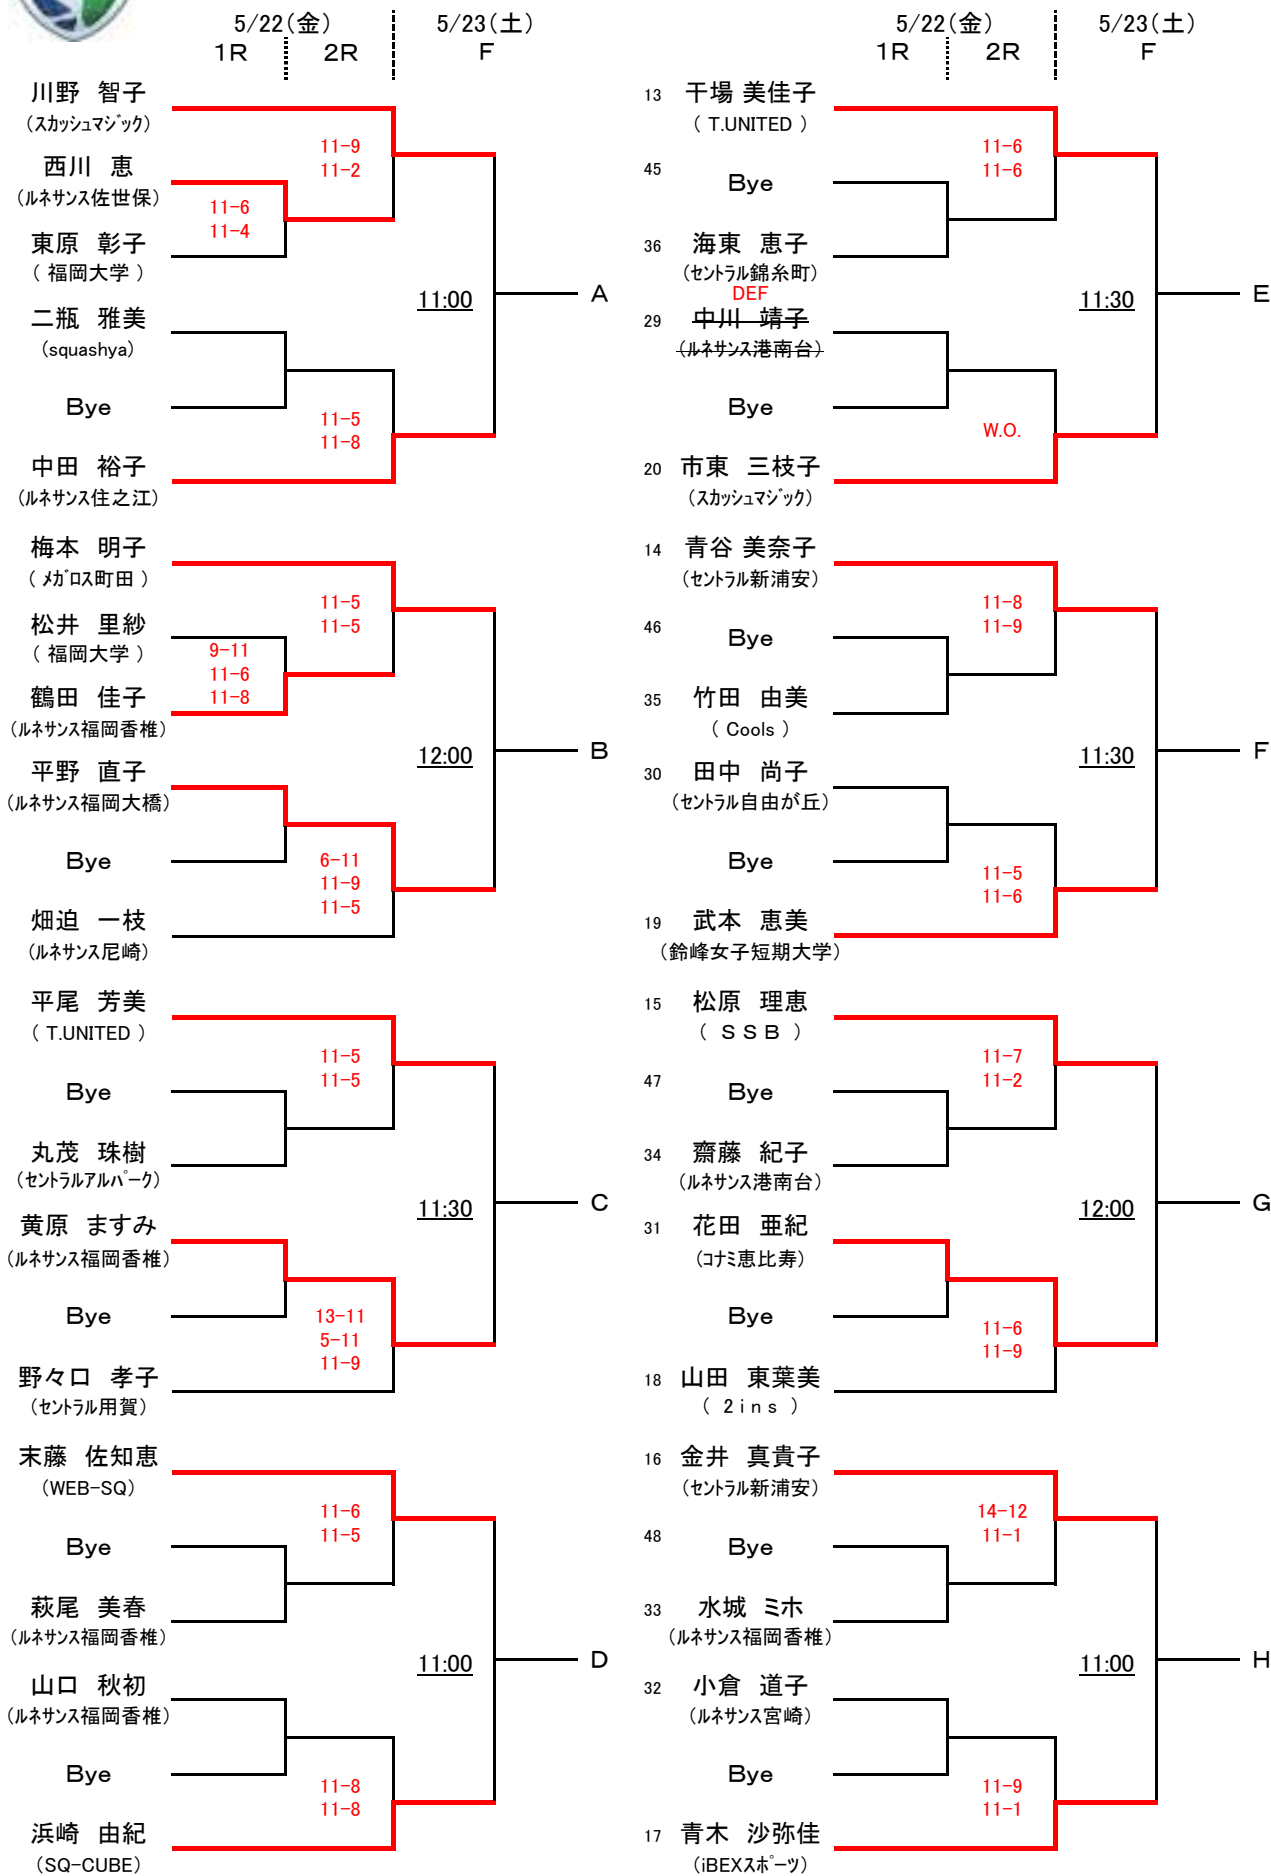 5/22(金) 5/23(土)
1R 2R F
川野 智子
(スカッシュマジック)
11-9
11-2
西川 恵
(ルネサンス佐世保)
11-6
11-4
東原 彰子
( 福岡大学 )
11:00 A
二瓶 雅美
(squashya)
Bye
11-5
11-8
中田 裕子
(ルネサンス住之江)
梅本 明子
( メガロス町田 )
11-5
11-5
松井 里紗
( 福岡大学 )
9-11
11-6
11-8
鶴田 佳子
(ルネサンス福岡香椎)
12:00 B
平野 直子
(ルネサンス福岡大橋)
Bye
6-11
11-9
11-5
畑迫 一枝
(ルネサンス尼崎)
平尾 芳美
( T.UNITED )
11-5
11-5
Bye
丸茂 珠樹
(セントラルアルパーク)
11:30 C
黄原 ますみ
(ルネサンス福岡香椎)
Bye
13-11
5-11
11-9
野々口 孝子
(セントラル用賀)
末藤 佐知恵
(WEB-SQ)
11-6
11-5
Bye
萩尾 美春
(ルネサンス福岡香椎)
11:00 D
山口 秋初
(ルネサンス福岡香椎)
Bye
11-8
11-8
浜崎 由紀
(SQ-CUBE)
5/22(金) 5/23(土)
1R 2R F
13 干場 美佳子
( T.UNITED )
11-6
11-6
45 Bye
36 海東 恵子
(セントラル錦糸町)
DEF
11:30 E
29 中川 靖子
(ルネサンス港南台)
Bye
W.O.
20 市東 三枝子
(スカッシュマジック)
14 青谷 美奈子
(セントラル新浦安)
11-8
11-9
46 Bye
35 竹田 由美
( Cools )
11:30 F
30 田中 尚子
(セントラル自由が丘)
Bye
11-5
11-6
19 武本 恵美
(鈴峰女子短期大学)
15 松原 理恵
( SSB )
11-7
11-2
47 Bye
34 齋藤 紀子
(ルネサンス港南台)
12:00 G
31 花田 亜紀
(コナミ恵比寿)
Bye
11-6
11-9
18 山田 東葉美
( 2ins )
16 金井 真貴子
(セントラル新浦安)
14-12
11-1
48 Bye
33 水城 ミホ
(ルネサンス福岡香椎)
11:00 H
32 小倉 道子
(ルネサンス宮崎)
Bye
11-9
11-1
17 青木 沙弥佳
(iBEXスポーツ)